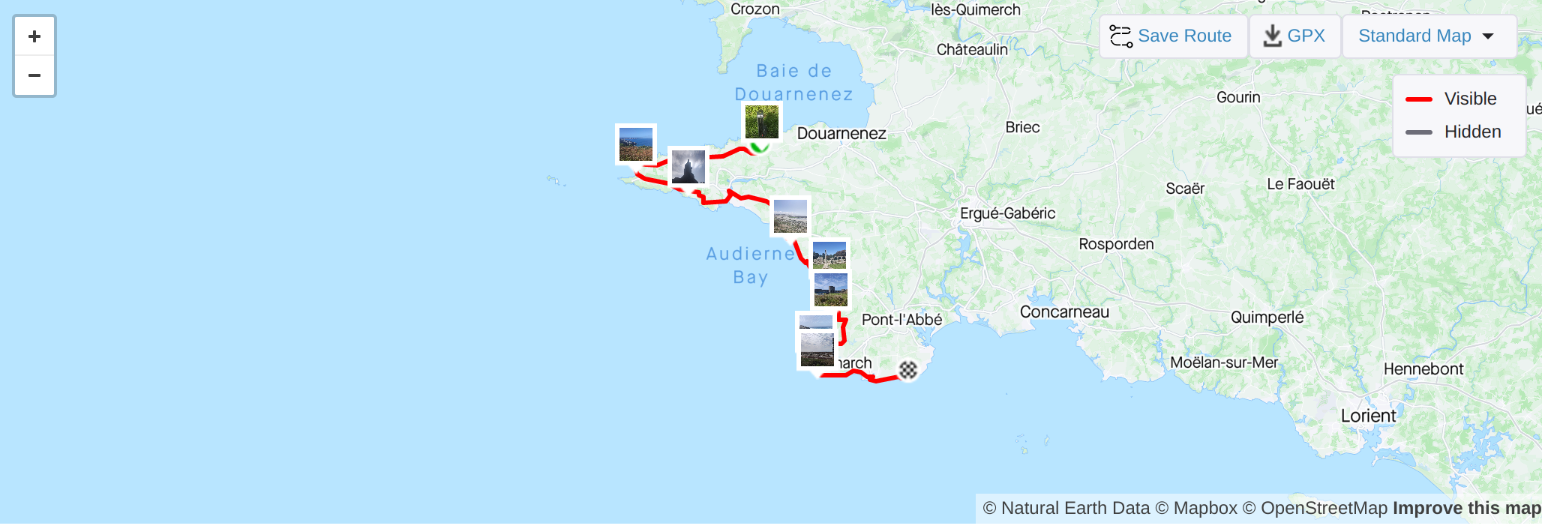 +
−
Crozon
lès-Quimerch
Save Route
GPX
Standard Map
Châteaulin
Baie de
Douarnenez
Gourin
Visible
Hidden
Douarnenez
Briec
Scaër
Le Faouët
Ergué-Gabéric
Rosporden
Audierne
Bay
Pont-l'Abbé
Concarneau
Quimperlé
march
Moëlan-sur-Mer
Hennebont
Lorient
© Natural Earth Data © Mapbox © OpenStreetMap Improve this map